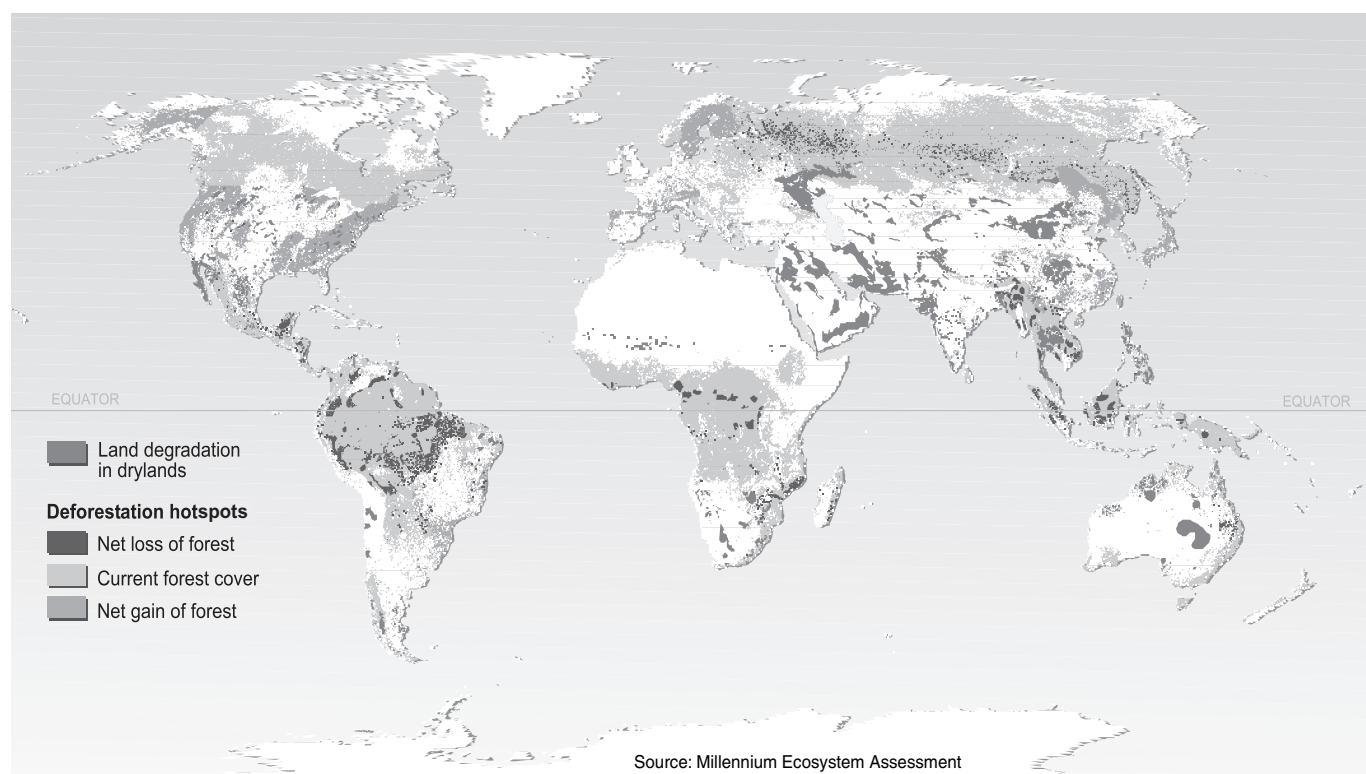 EQUATOR
EQUATOR
Land degradation
in drylands
Deforestation hotspots
Net loss of forest
Current forest cover
Net gain of forest
Source: Millennium Ecosystem Assessment